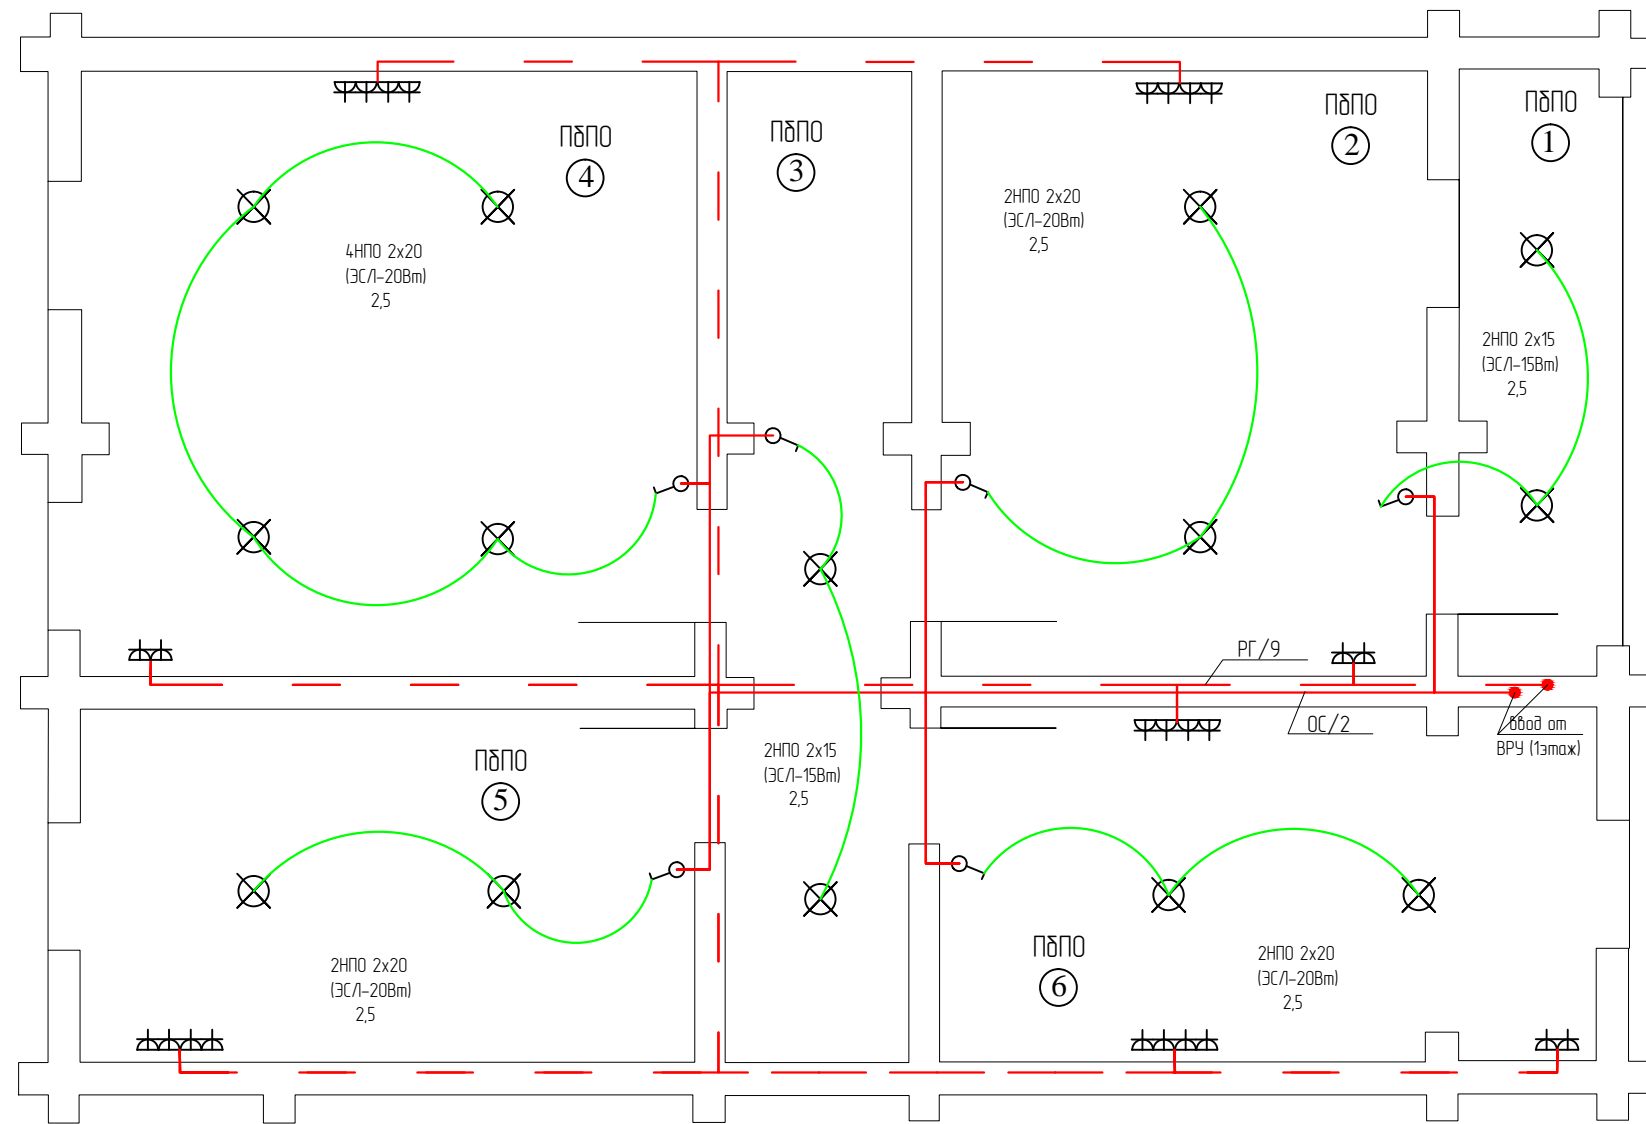 ПбПО
4
ПбПО
3
ПбПО
2
ПбПО
1
4НПО 2х20
(ЭСЛ-20Вт)
2,5
2НПО 2х20
(ЭСЛ-20Вт)
2,5
2НПО 2х15
(ЭСЛ-15Вт)
2,5
РГ/9
ОС/2
ввод от
ВРУ (1этаж)
ПбПО
5
2НПО 2х15
(ЭСЛ-15Вт)
2,5
2НПО 2х20
(ЭСЛ-20Вт)
2,5
ПбПО
6
2НПО 2х20
(ЭСЛ-20Вт)
2,5